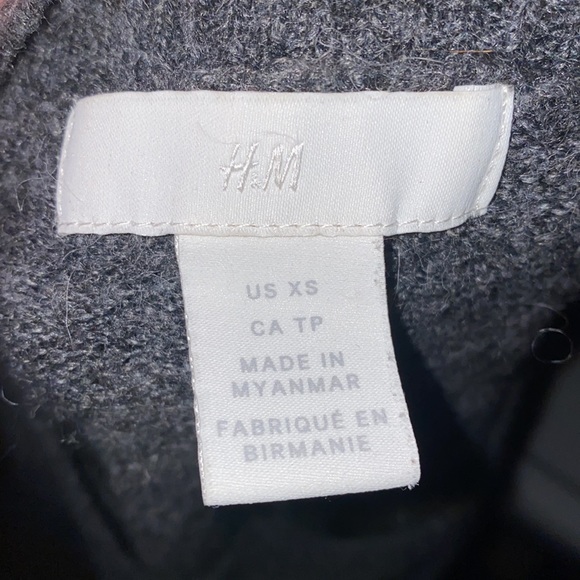 H&M
US XS
CA TP
MADE IN
MYANMAR
FABRIQUÉ EN
BIRMANIE